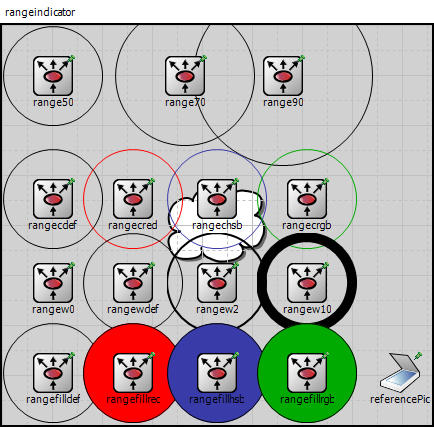 rangeindicator
range50 range70 range90
rangecdef rangecred rangechsb rangecrgb
rangew0 rangewdef rangew2 rangew10
rangefilldef rangefillrec rangefillhsb rangefillrgb referencePic